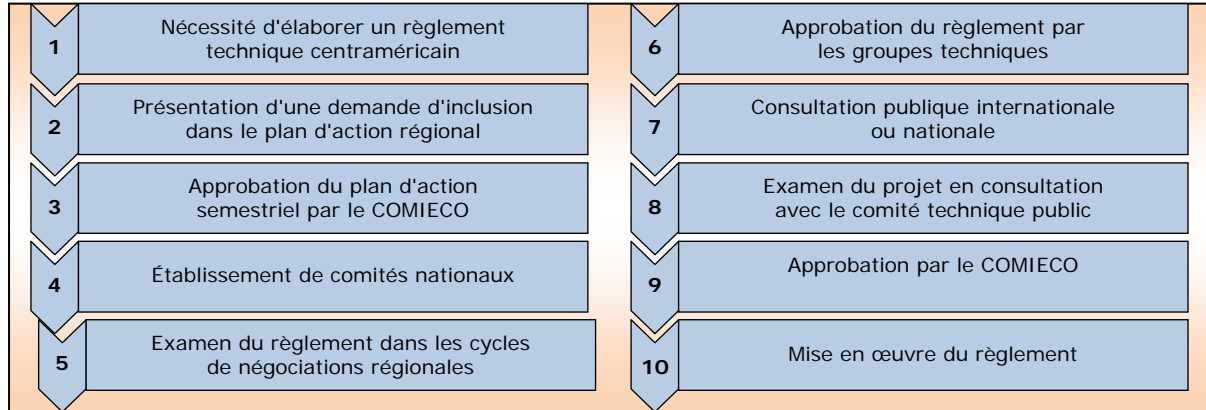 1
Nécessité d'élaborer un règlement
technique centraméricain
2
Présentation d'une demande d'inclusion
dans le plan d'action régional
3
Approbation du plan d'action
semestriel par le COMIECO
4
Établissement de comités nationaux
5
Examen du règlement dans les cycles
de négociations régionales
6
Approbation du règlement par
les groupes techniques
7
Consultation publique internationale
ou nationale
8
Examen du projet en consultation
avec le comité technique public
9
Approbation par le COMIECO
10
Mise en œuvre du règlement